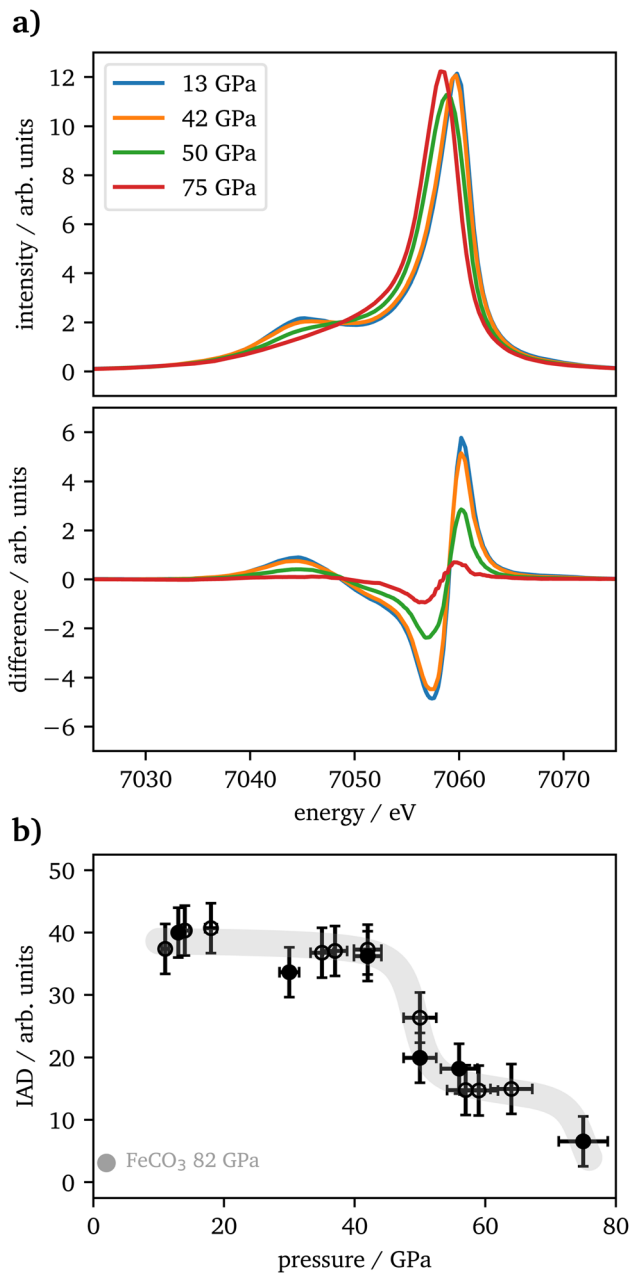 a)
12
10
8
6
4
2
0
intensity / arb. units
13 GPa
42 GPa
50 GPa
75 GPa
6
4
2
0
−2
−4
−6
difference / arb. units
7030 7040 7050 7060 7070
energy / eV
b)
50
40
30
20
10
0
IAD / arb. units
FeCO₃ 82 GPa
0 20 40 60 80
pressure / GPa